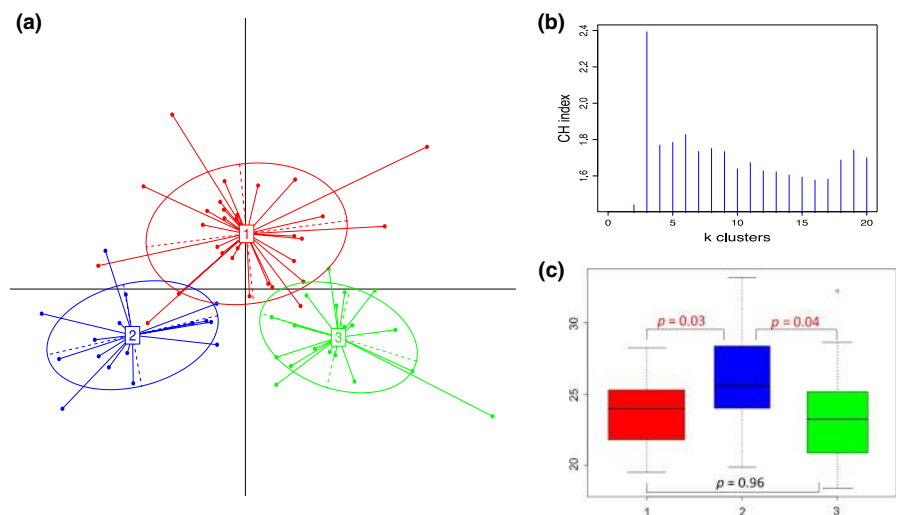 (a)
1
2
3
(b)
CH index
2.4
2.2
2.0
1.8
1.6
0 5 10 15 20
k clusters
(c)
30
25
20
p = 0.03 p = 0.04
p = 0.96
1 2 3